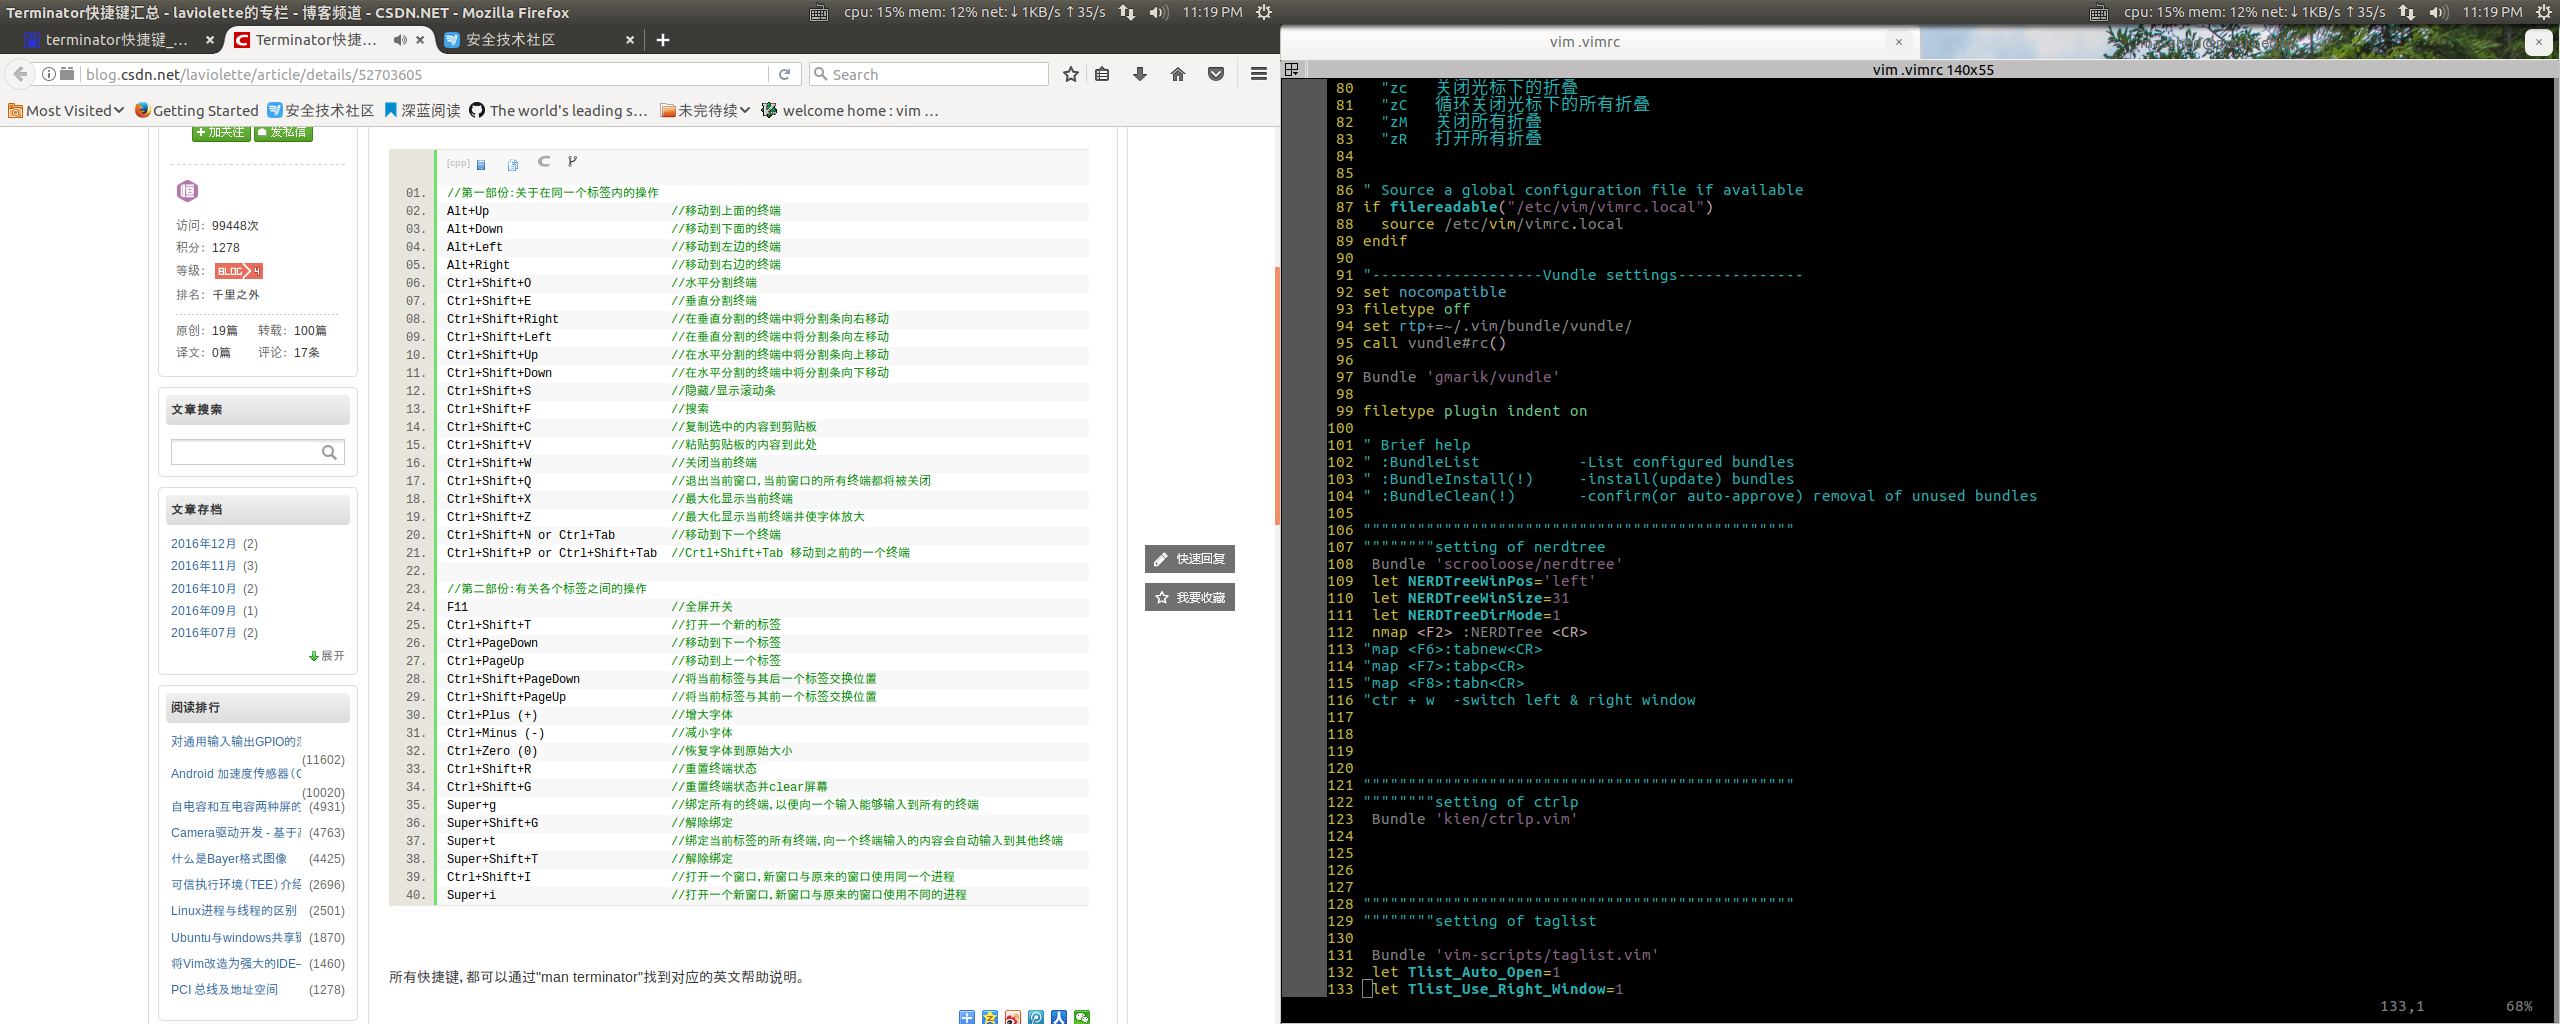 Terminator快捷键汇总 - laviolette的专栏 - 博客频道 - CSDN.NET - Mozilla Firefox
cpu: 15% mem: 12% net:↓1KB/s ↑35/s
11:19 PM
cpu: 15% mem: 12% net:↓1KB/s ↑35/s
11:19 PM
terminator快捷键_...
Terminator快捷...
安全技术社区
blog.csdn.net/laviolette/article/details/52703605
Search
Most Visited
Getting Started
安全技术社区
深蓝阅读
The world's leading s...
未完待续
welcome home : vim ...
+ 加关注
发私信
恒
访问： 99448次
积分： 1278
等级： BLOG 4
排名： 千里之外
原创： 19篇 转载： 100篇
译文： 0篇 评论： 17条
文章搜索
文章存档
2016年12月 (2)
2016年11月 (3)
2016年10月 (2)
2016年09月 (1)
2016年07月 (2)
展开
阅读排行
对通用输入输出GPIO的
(11602)
Android 加速度传感器（
(10020)
自电容和互电容两种屏的 (4931)
Camera驱动开发 - 基于 (4763)
什么是Bayer格式图像 (4425)
可信执行环境（TEE）介绍 (2696)
Linux进程与线程的区别 (2501)
Ubuntu与windows共享 (1870)
将Vim改造为强大的IDE— (1460)
PCI 总线及地址空间 (1278)
[cpp]
01. //第一部份:关于在同一个标签内的操作
02. Alt+Up //移动到上面的终端
03. Alt+Down //移动到下面的终端
04. Alt+Left //移动到左边的终端
05. Alt+Right //移动到右边的终端
06. Ctrl+Shift+O //水平分割终端
07. Ctrl+Shift+E //垂直分割终端
08. Ctrl+Shift+Right //在垂直分割的终端中将分割条向右移动
09. Ctrl+Shift+Left //在垂直分割的终端中将分割条向左移动
10. Ctrl+Shift+Up //在水平分割的终端中将分割条向上移动
11. Ctrl+Shift+Down //在水平分割的终端中将分割条向下移动
12. Ctrl+Shift+S //隐藏/显示滚动条
13. Ctrl+Shift+F //搜索
14. Ctrl+Shift+C //复制选中的内容到剪贴板
15. Ctrl+Shift+V //粘贴剪贴板的内容到此处
16. Ctrl+Shift+W //关闭当前终端
17. Ctrl+Shift+Q //退出当前窗口,当前窗口的所有终端都将被关闭
18. Ctrl+Shift+X //最大化显示当前终端
19. Ctrl+Shift+Z //最大化显示当前终端并使字体放大
20. Ctrl+Shift+N or Ctrl+Tab //移动到下一个终端
21. Ctrl+Shift+P or Ctrl+Shift+Tab //Crtl+Shift+Tab 移动到之前的一个终端
22.
23. //第二部份:有关各个标签之间的操作
24. F11 //全屏开关
25. Ctrl+Shift+T //打开一个新的标签
26. Ctrl+PageDown //移动到下一个标签
27. Ctrl+PageUp //移动到上一个标签
28. Ctrl+Shift+PageDown //将当前标签与其后一个标签交换位置
29. Ctrl+Shift+PageUp //将当前标签与其前一个标签交换位置
30. Ctrl+Plus (+) //增大字体
31. Ctrl+Minus (-) //减小字体
32. Ctrl+Zero (0) //恢复字体到原始大小
33. Ctrl+Shift+R //重置终端状态
34. Ctrl+Shift+G //重置终端状态并clear屏幕
35. Super+g //绑定所有的终端,以便向一个输入能够输入到所有的终端
36. Super+Shift+G //解除绑定
37. Super+t //绑定当前标签的所有终端,向一个终端输入的内容会自动输入到其他终端
38. Super+Shift+T //解除绑定
39. Ctrl+Shift+I //打开一个窗口,新窗口与原来的窗口使用同一个进程
40. Super+i //打开一个新窗口,新窗口与原来的窗口使用不同的进程
所有快捷键, 都可以通过"man terminator"找到对应的英文帮助说明。
快速回复
我要收藏
vim .vimrc
vim .vimrc 140x55
80 "zc 关闭光标下的折叠
81 "zC 循环关闭光标下的所有折叠
82 "zM 关闭所有折叠
83 "zR 打开所有折叠
84
85
86 " Source a global configuration file if available
87 if filereadable("/etc/vim/vimrc.local")
88 source /etc/vim/vimrc.local
89 endif
90
91 "-------------------Vundle settings--------------
92 set nocompatible
93 filetype off
94 set rtp+=~/.vim/bundle/vundle/
95 call vundle#rc()
96
97 Bundle 'gmarik/vundle'
98
99 filetype plugin indent on
100
101 " Brief help
102 " :BundleList -List configured bundles
103 " :BundleInstall(!) -install(update) bundles
104 " :BundleClean(!) -confirm(or auto-approve) removal of unused bundles
105
106 """"""""""""""""""""""""""""""""""""""""""""""""
107 """"""""setting of nerdtree
108 Bundle 'scrooloose/nerdtree'
109 let NERDTreeWinPos='left'
110 let NERDTreeWinSize=31
111 let NERDTreeDirMode=1
112 nmap <F2> :NERDTree <CR>
113 "map <F6>:tabnew<CR>
114 "map <F7>:tabp<CR>
115 "map <F8>:tabn<CR>
116 "ctr + w -switch left & right window
117
118
119
120
121 """"""""""""""""""""""""""""""""""""""""""""""""
122 """"""""setting of ctrlp
123 Bundle 'kien/ctrlp.vim'
124
125
126
127
128 """"""""""""""""""""""""""""""""""""""""""""""""
129 """"""""setting of taglist
130
131 Bundle 'vim-scripts/taglist.vim'
132 let Tlist_Auto_Open=1
133 let Tlist_Use_Right_Window=1
133,1 68%